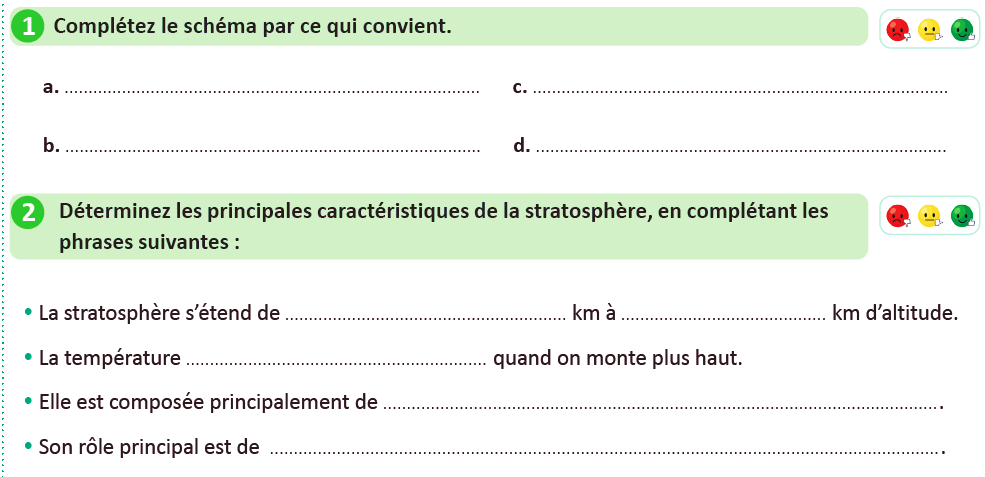 1 Complétez le schéma par ce qui convient.
a. ........................................ c. ........................................
b. ........................................ d. ........................................
2 Déterminez les principales caractéristiques de la stratosphère, en complétant les
phrases suivantes :
• La stratosphère s’étend de ........................................ km à ........................................ km d’altitude.
• La température ........................................ quand on monte plus haut.
• Elle est composée principalement de ........................................ .
• Son rôle principal est de ........................................ .